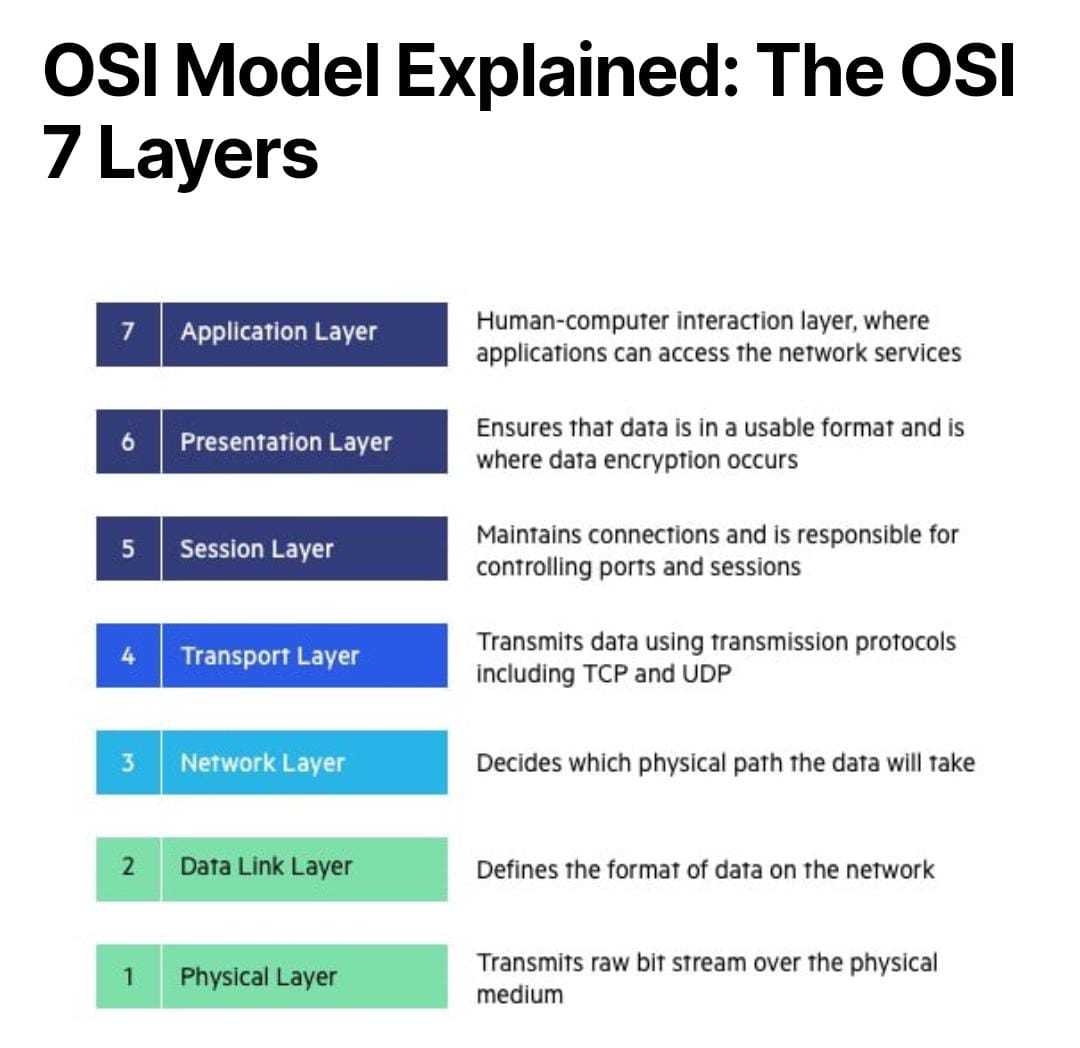 OSI Model Explained: The OSI
7 Layers
7 Application Layer
Human-computer interaction layer, where
applications can access the network services
6 Presentation Layer
Ensures that data is in a usable format and is
where data encryption occurs
5 Session Layer
Maintains connections and is responsible for
controlling ports and sessions
4 Transport Layer
Transmits data using transmission protocols
including TCP and UDP
3 Network Layer
Decides which physical path the data will take
2 Data Link Layer
Defines the format of data on the network
1 Physical Layer
Transmits raw bit stream over the physical
medium